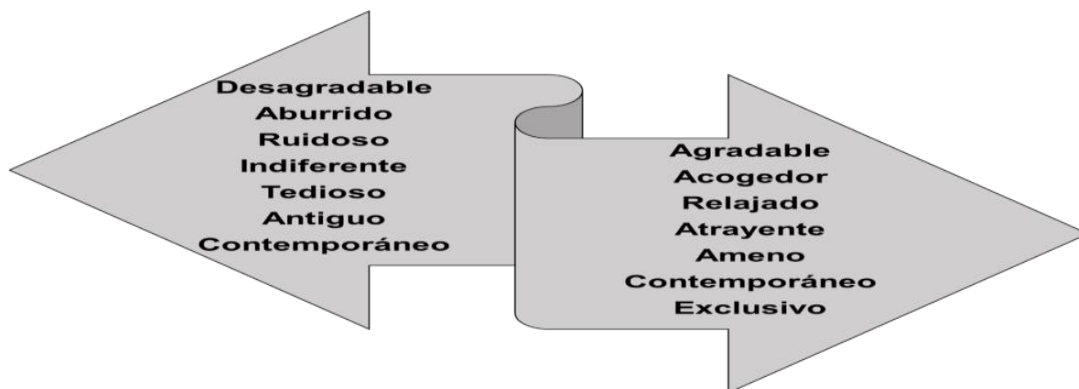 Desagradable
Aburrido
Ruidoso
Indiferente
Tedioso
Antiguo
Contemporáneo
Agradable
Acogedor
Relajado
Atrayente
Ameno
Contemporáneo
Exclusivo